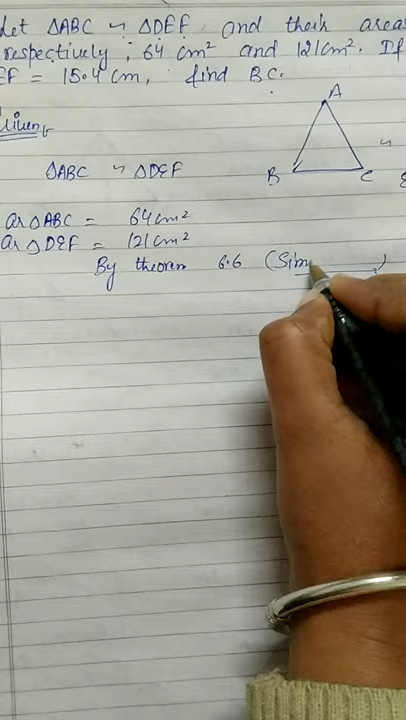 Let ΔABC ~ ΔDEF and their areas
respectively, 64 cm² and 121 cm². If
EF = 15.4 cm, find BC.
Given
A
ΔABC ~ ΔDEF
~
B C
ar ΔABC = 64 cm²
ar ΔDEF = 121 cm²
By theorem 6.6 (Sim